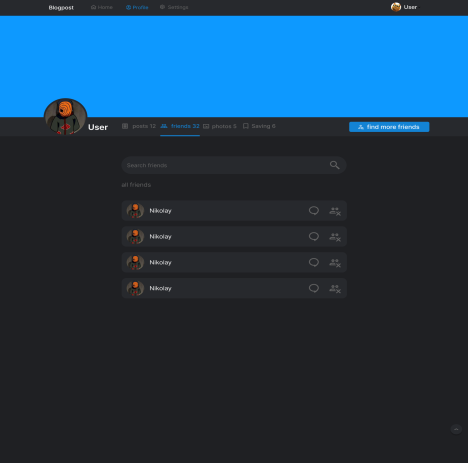 Blogpost Home Profile Settings User
User posts 12 friends 32 photos 5 Saving 6 find more friends
Search friends
all friends
Nikolay
Nikolay
Nikolay
Nikolay